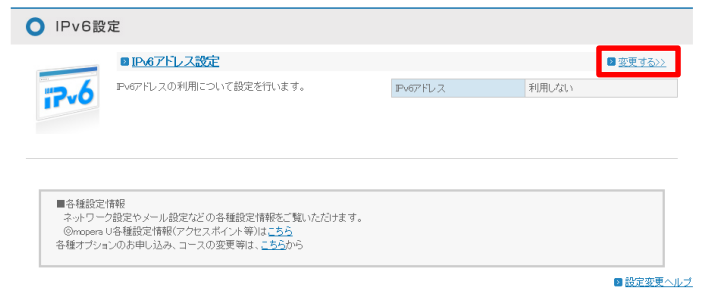 IPv6設定
IPv6アドレス設定
変更する>>
IPv6
IPv6アドレスの利用について設定を行います。
IPv6アドレス 利用しない
■各種設定情報
ネットワーク設定やメール設定などの各種設定情報をご覧いただけます。
◎mopera U各種設定情報(アクセスポイント等)はこちら
各種オプションのお申し込み、コースの変更等は、こちらから
設定変更ヘルプ